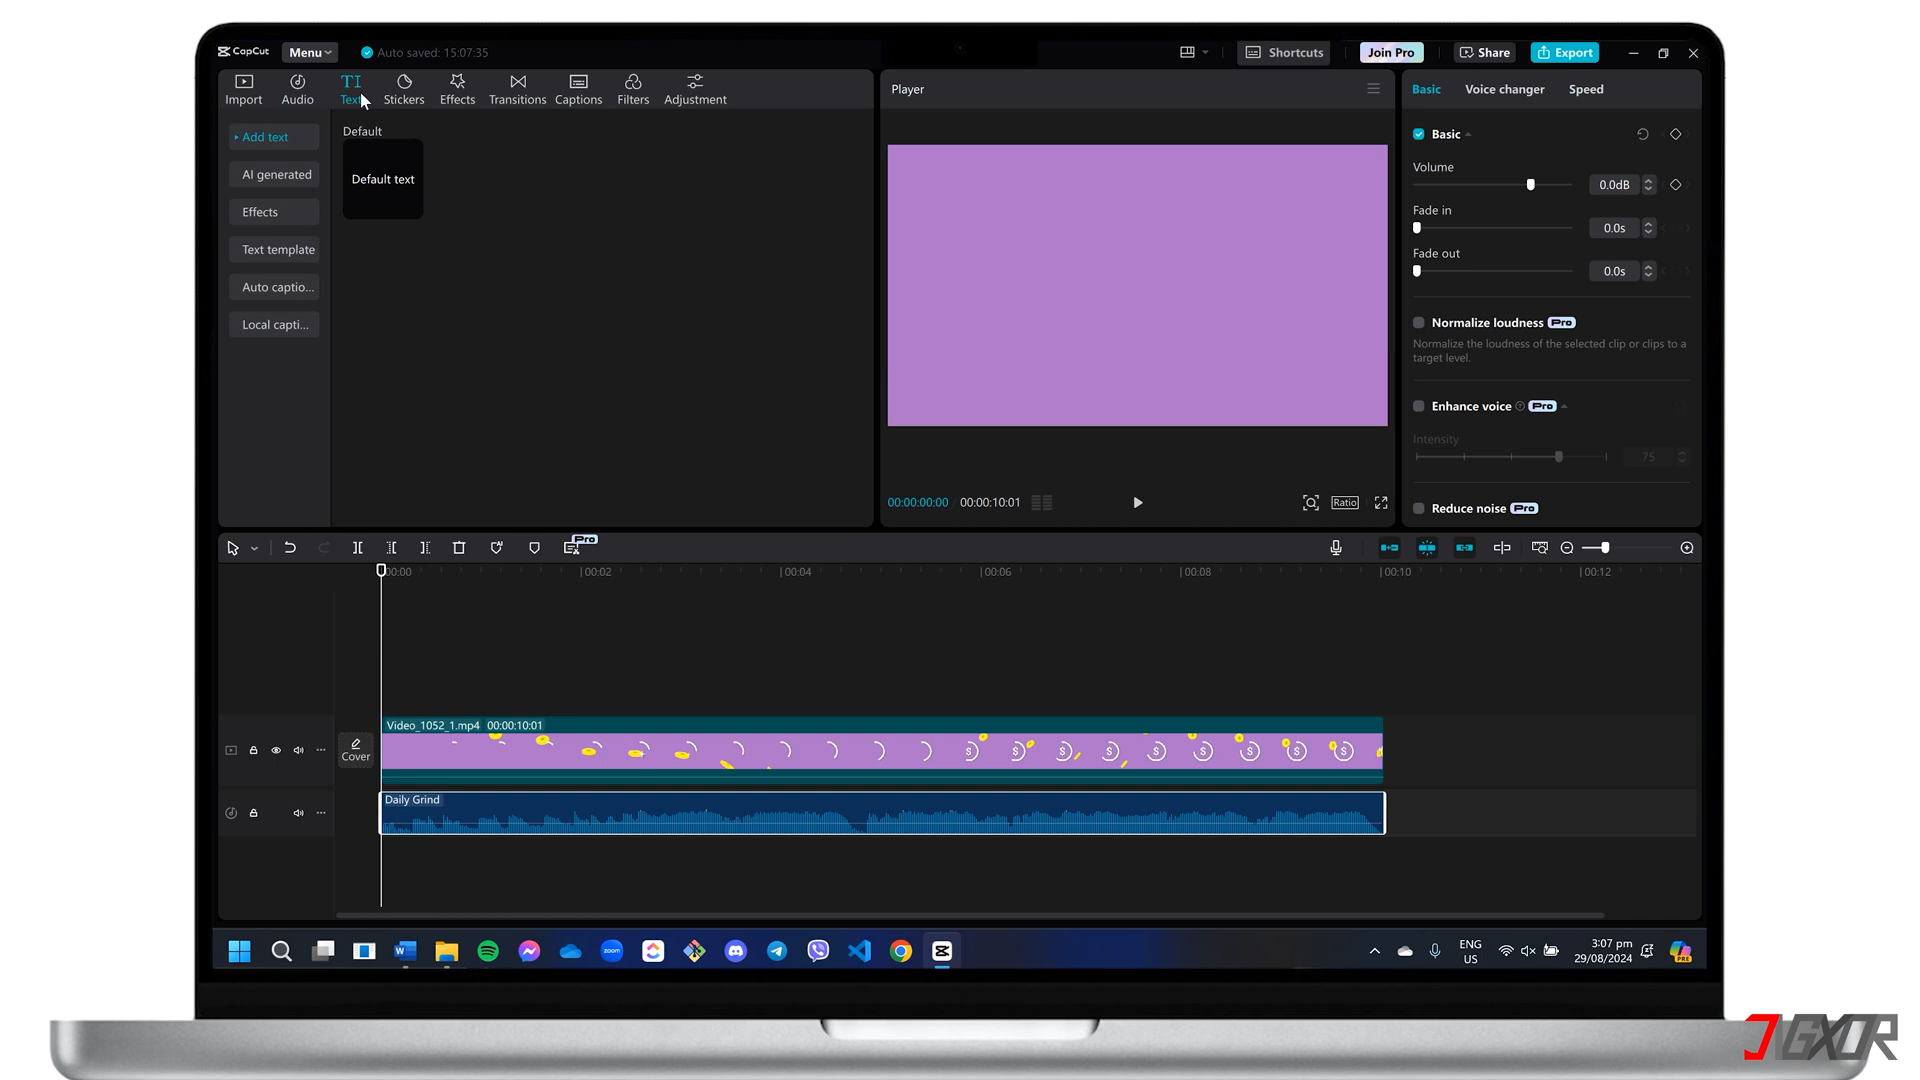 CapCut
Menu
Auto saved: 15:07:35
Shortcuts
Join Pro
Share
Export
Import
Audio
TI
Text
Stickers
Effects
Transitions
Captions
Filters
Adjustment
Player
Basic
Voice changer
Speed
Add text
AI generated
Effects
Text template
Auto captio...
Local capti...
Default
Default text
Basic
Volume
0.0dB
Fade in
0.0s
Fade out
0.0s
Normalize loudness Pro
Normalize the loudness of the selected clip or clips to a
target level.
Enhance voice Pro
Intensity
75
Reduce noise Pro
00:00:00:00
00:00:10:01
Ratio
Pro
00:00
00:02
00:04
00:06
00:08
00:10
00:12
Video_1052_1.mp4 00:00:10:01
Cover
Daily Grind
zoom
ENG
US
3:07 pm
29/08/2024
PRE
JGXOR